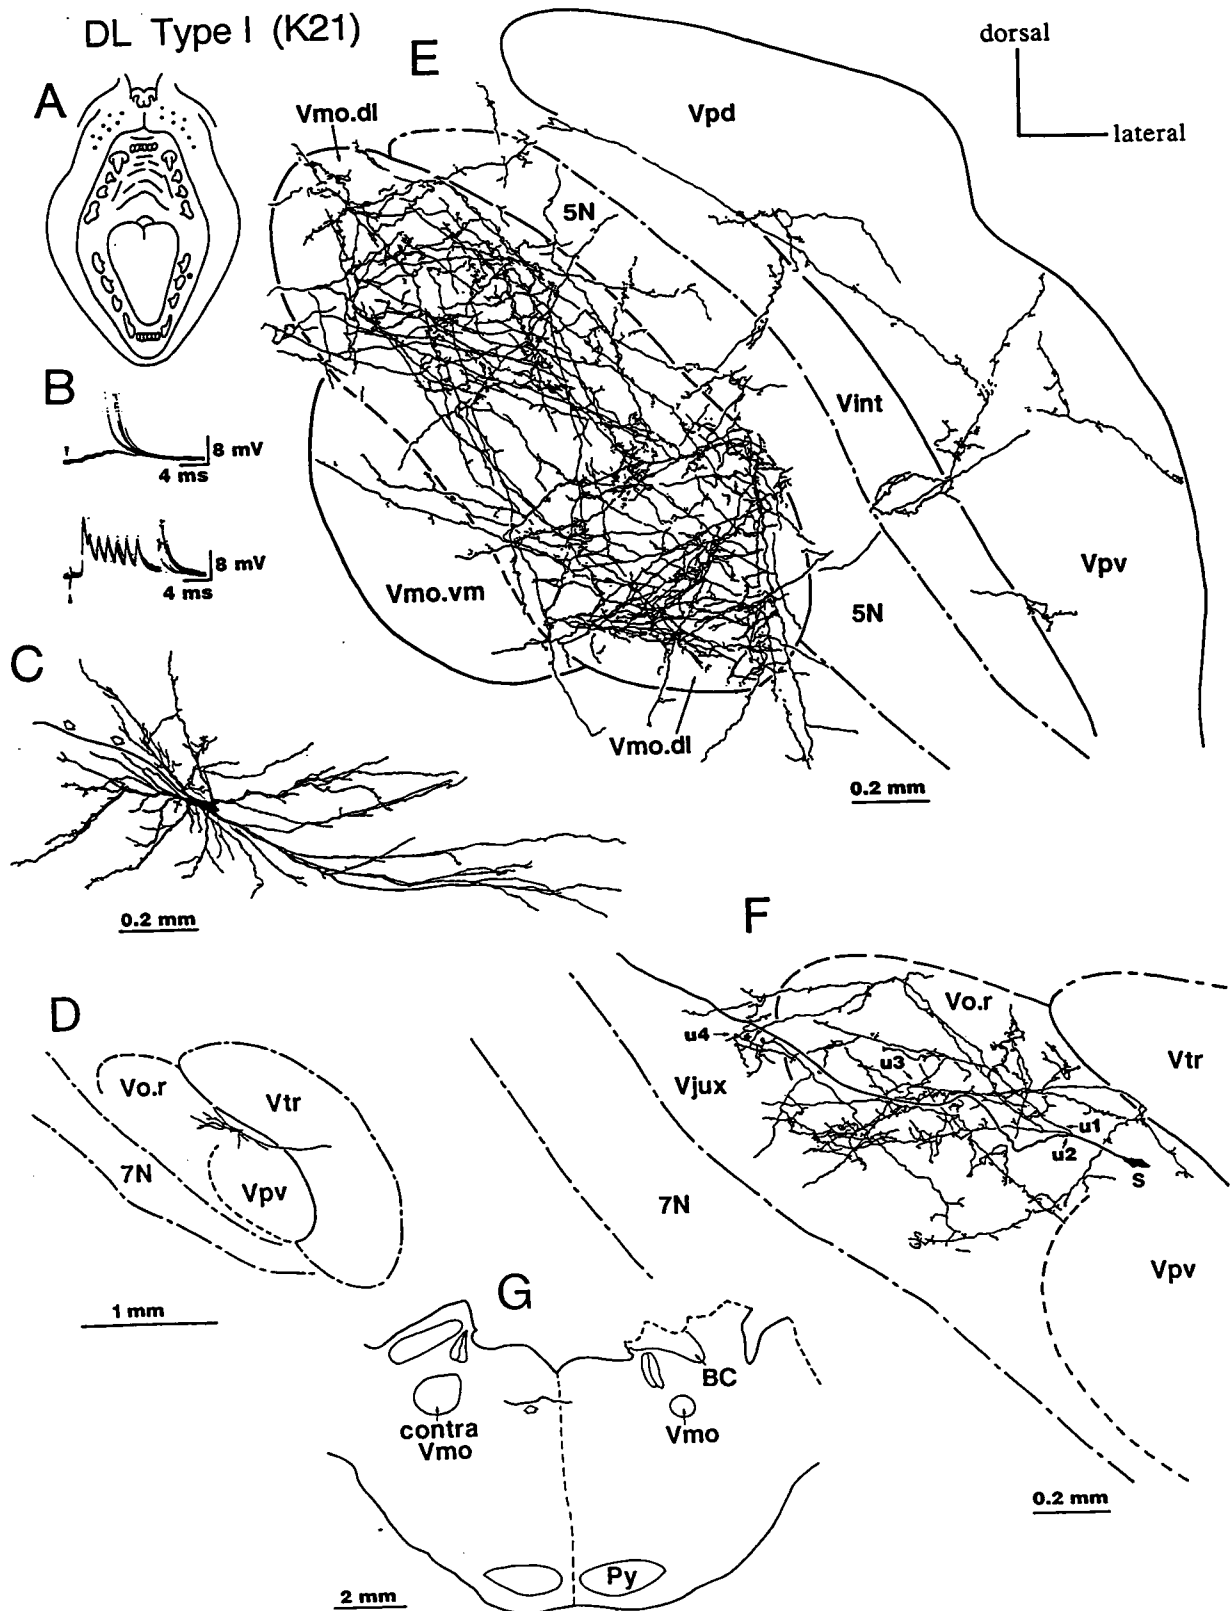 DL Type I (K21)
A
B
8 mV
4 ms
8 mV
4 ms
C
0.2 mm
D
Vo.r
Vtr
7N
Vpv
1 mm
E
dorsal
lateral
Vmo.dl
Vpd
5N
Vint
Vmo.vm
Vpv
5N
Vmo.dl
0.2 mm
F
Vo.r
u4
u3
Vjux
Vtr
u1
u2
s
7N
Vpv
0.2 mm
G
BC
contra
Vmo
Vmo
Py
2 mm